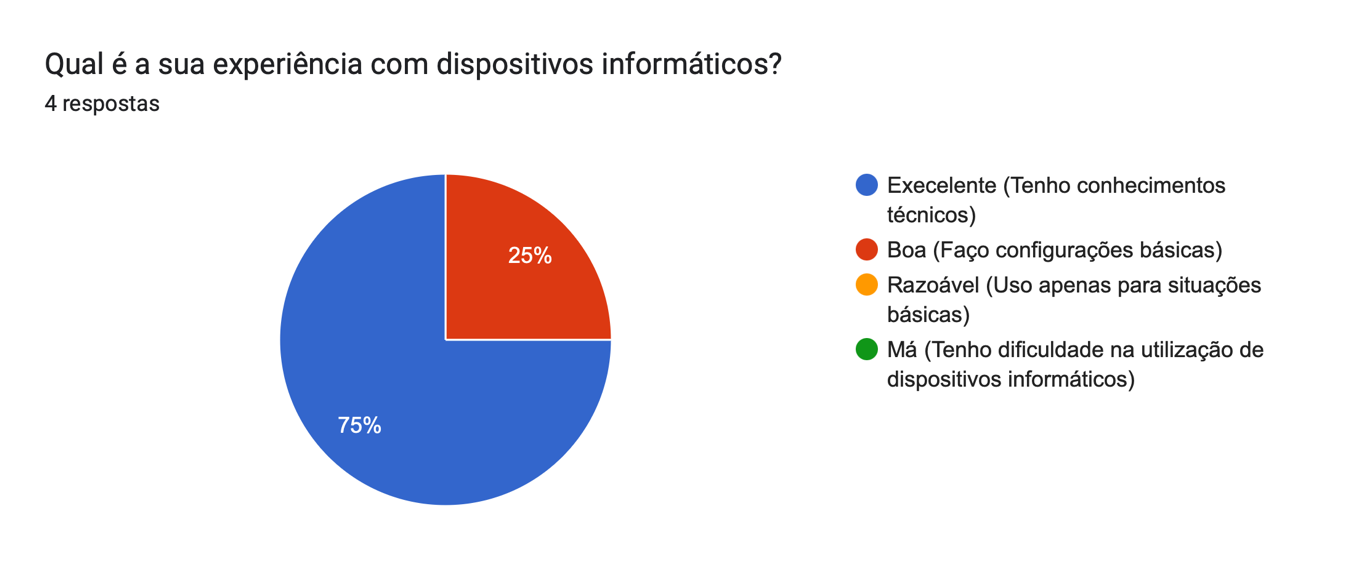 Qual é a sua experiência com dispositivos informáticos?
4 respostas
25%
75%
Execelente (Tenho conhecimentos
técnicos)
Boa (Faço configurações básicas)
Razoável (Uso apenas para situações
básicas)
Má (Tenho dificuldade na utilização de
dispositivos informáticos)